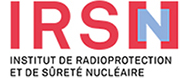 IRSN
INSTITUT DE RADIOPROTECTION
ET DE SÛRETÉ NUCLÉAIRE